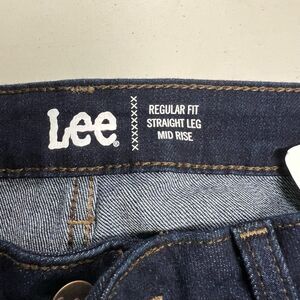 Lee®
REGULAR FIT
STRAIGHT LEG
MID RISE